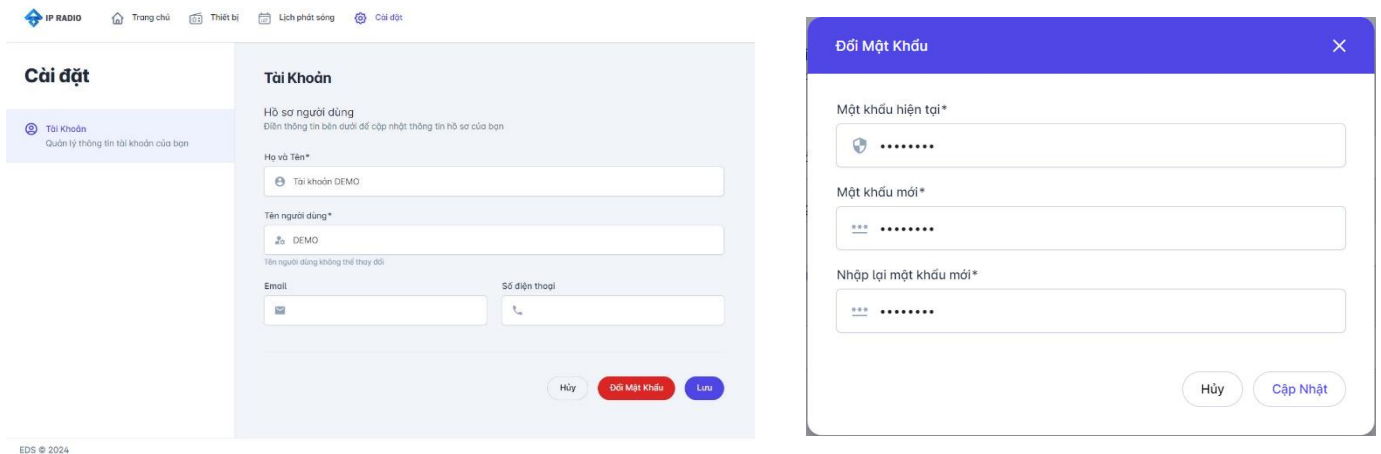 IP RADIO
Trang chủ
Thiết bị
Lịch phát sóng
Cài đặt
Cài đặt
Tài Khoản
Quản lý thông tin tài khoản của bạn
Tài Khoản
Hồ sơ người dùng
Điền thông tin bên dưới để cập nhật thông tin hồ sơ của bạn
Họ và Tên*
Tài khoản DEMO
Tên người dùng*
DEMO
Tên người dùng không thể thay đổi
Email
Số điện thoại
Hủy
Đổi Mật Khẩu
Lưu
EDS © 2024
Đổi Mật Khẩu
Mật khẩu hiện tại*
••••••••
Mật khẩu mới*
••••••••
Nhập lại mật khẩu mới*
••••••••
Hủy
Cập Nhật